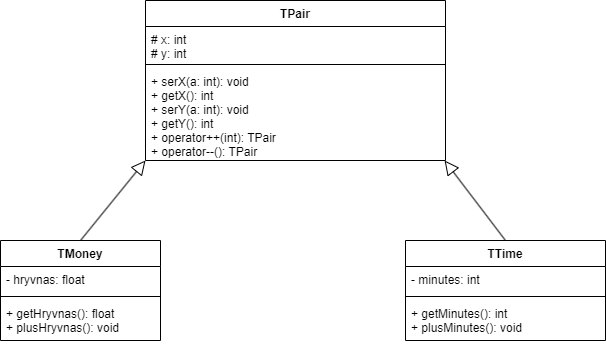 TPair
# x: int
# y: int
+ serX(a: int): void
+ getX(): int
+ serY(a: int): void
+ getY(): int
+ operator++(int): TPair
+ operator--(): TPair
TMoney
- hryvnas: float
+ getHryvnas(): float
+ plusHryvnas(): void
TTime
- minutes: int
+ getMinutes(): int
+ plusMinutes(): void